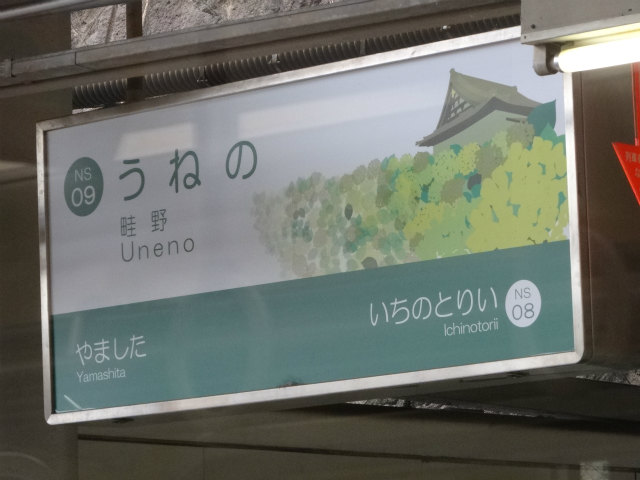 NS
09
うねの
畦野
Uneno
いちのとりい
Ichinotorii
NS
08
やました
Yamashita